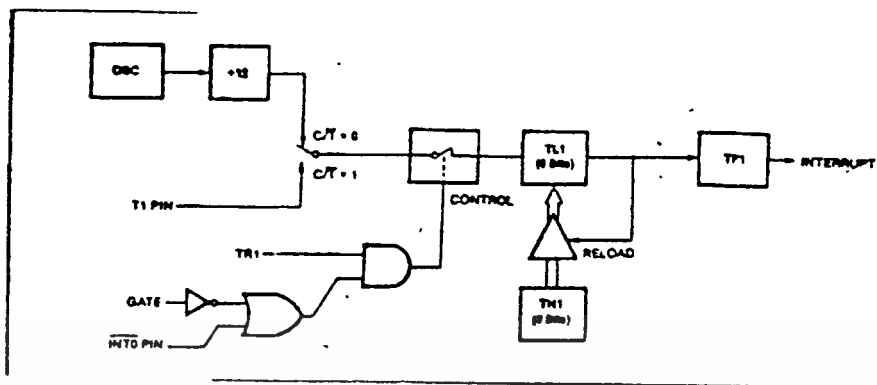 OSC
÷12
C/T̅ = 0
C/T̅ = 1
T1 PIN
CONTROL
TL1
(8 Bits)
TF1
INTERRUPT
TR1
RELOAD
GATE
TH1
(8 Bits)
I̅N̅T̅0̅ PIN